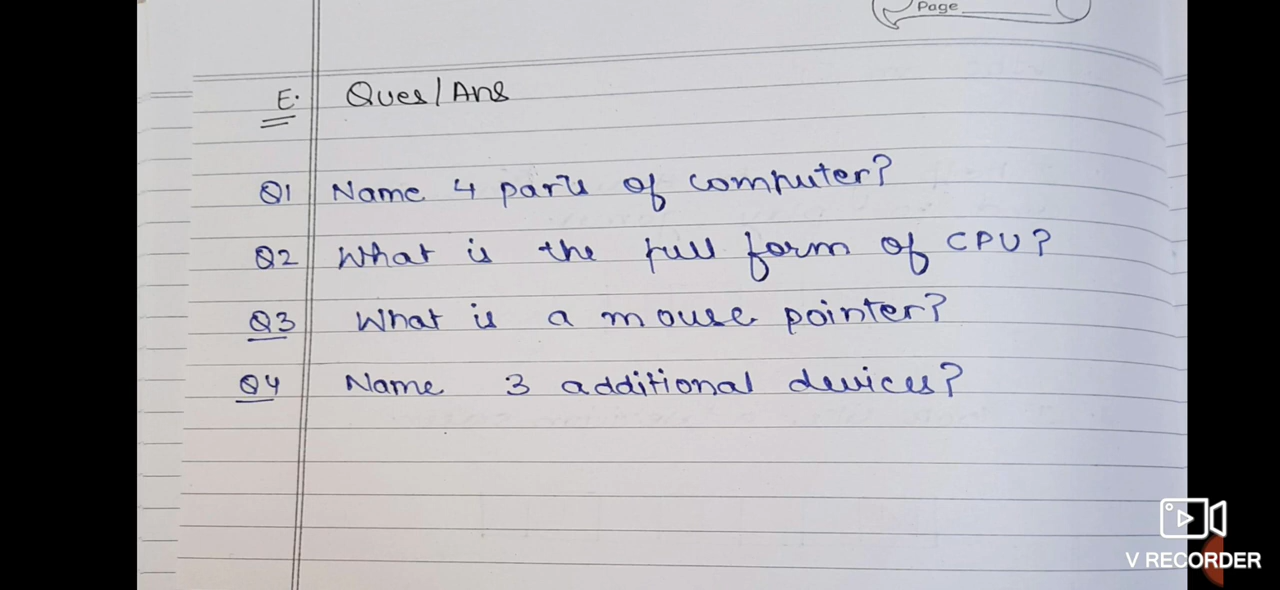 Page
E. Ques/Ans
Q1 Name 4 parts of computer?
Q2 What is the full form of CPU?
Q3 What is a mouse pointer?
Q4 Name 3 additional devices?
V RECORDER